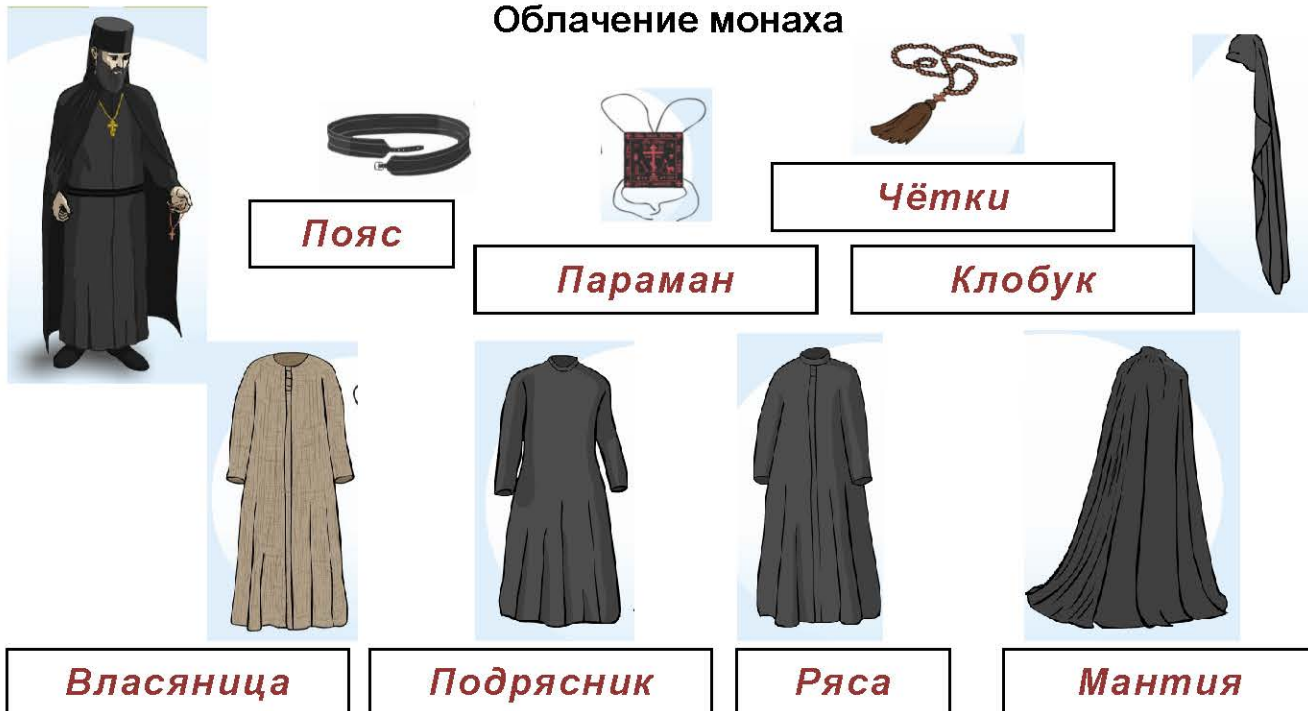 Облачение монаха
Чётки
Пояс
Параман
Клобук
Власяница
Подрясник
Ряса
Мантия